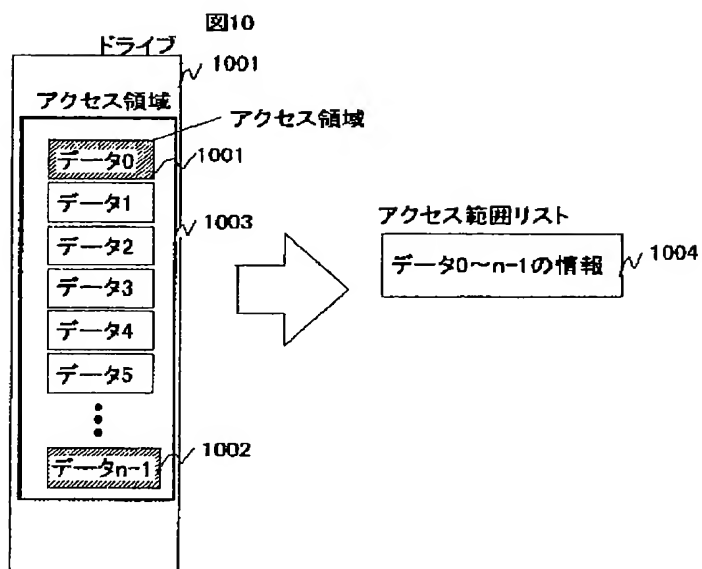 図10
ドライブ
1001
アクセス領域
アクセス領域
データ0
1001
データ1
1003
データ2
データ3
データ4
データ5
1002
データn-1
アクセス範囲リスト
データ0～n-1の情報
1004